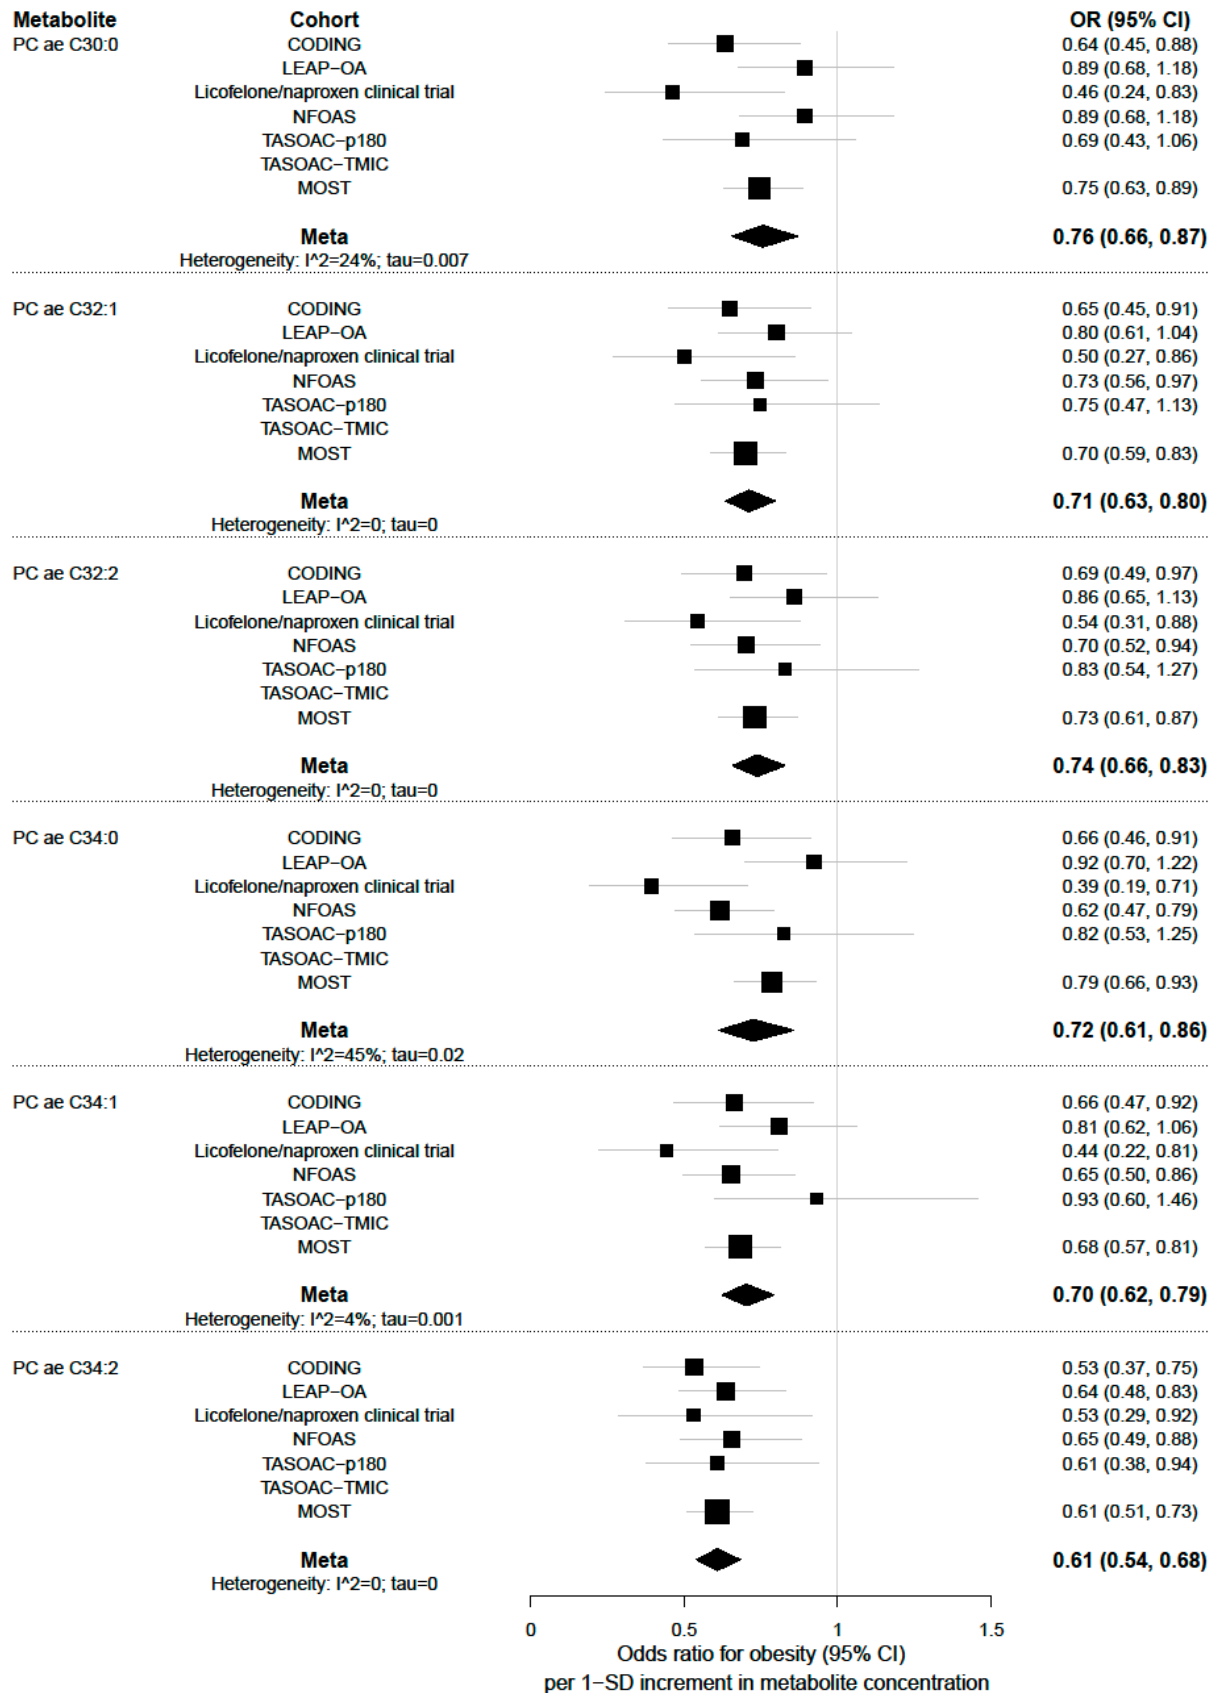 Metabolite Cohort OR (95% CI)
PC ae C30:0 CODING 0.64 (0.45, 0.88)
LEAP−OA 0.89 (0.68, 1.18)
Licofelone/naproxen clinical trial 0.46 (0.24, 0.83)
NFOAS 0.89 (0.68, 1.18)
TASOAC−p180 0.69 (0.43, 1.06)
TASOAC−TMIC
MOST 0.75 (0.63, 0.89)
Meta 0.76 (0.66, 0.87)
Heterogeneity: I^2=24%; tau=0.007
PC ae C32:1 CODING 0.65 (0.45, 0.91)
LEAP−OA 0.80 (0.61, 1.04)
Licofelone/naproxen clinical trial 0.50 (0.27, 0.86)
NFOAS 0.73 (0.56, 0.97)
TASOAC−p180 0.75 (0.47, 1.13)
TASOAC−TMIC
MOST 0.70 (0.59, 0.83)
Meta 0.71 (0.63, 0.80)
Heterogeneity: I^2=0; tau=0
PC ae C32:2 CODING 0.69 (0.49, 0.97)
LEAP−OA 0.86 (0.65, 1.13)
Licofelone/naproxen clinical trial 0.54 (0.31, 0.88)
NFOAS 0.70 (0.52, 0.94)
TASOAC−p180 0.83 (0.54, 1.27)
TASOAC−TMIC
MOST 0.73 (0.61, 0.87)
Meta 0.74 (0.66, 0.83)
Heterogeneity: I^2=0; tau=0
PC ae C34:0 CODING 0.66 (0.46, 0.91)
LEAP−OA 0.92 (0.70, 1.22)
Licofelone/naproxen clinical trial 0.39 (0.19, 0.71)
NFOAS 0.62 (0.47, 0.79)
TASOAC−p180 0.82 (0.53, 1.25)
TASOAC−TMIC
MOST 0.79 (0.66, 0.93)
Meta 0.72 (0.61, 0.86)
Heterogeneity: I^2=45%; tau=0.02
PC ae C34:1 CODING 0.66 (0.47, 0.92)
LEAP−OA 0.81 (0.62, 1.06)
Licofelone/naproxen clinical trial 0.44 (0.22, 0.81)
NFOAS 0.65 (0.50, 0.86)
TASOAC−p180 0.93 (0.60, 1.46)
TASOAC−TMIC
MOST 0.68 (0.57, 0.81)
Meta 0.70 (0.62, 0.79)
Heterogeneity: I^2=4%; tau=0.001
PC ae C34:2 CODING 0.53 (0.37, 0.75)
LEAP−OA 0.64 (0.48, 0.83)
Licofelone/naproxen clinical trial 0.53 (0.29, 0.92)
NFOAS 0.65 (0.49, 0.88)
TASOAC−p180 0.61 (0.38, 0.94)
TASOAC−TMIC
MOST 0.61 (0.51, 0.73)
Meta 0.61 (0.54, 0.68)
Heterogeneity: I^2=0; tau=0
0 0.5 1 1.5
Odds ratio for obesity (95% CI)
per 1−SD increment in metabolite concentration